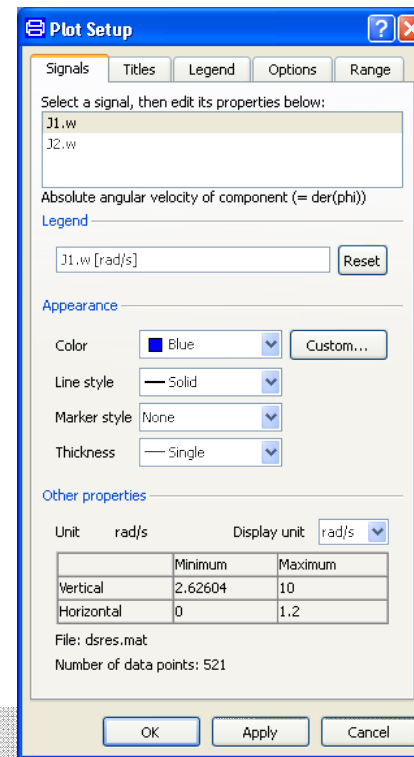 Plot Setup
Signals Titles Legend Options Range
Select a signal, then edit its properties below:
J1.w
J2.w
Absolute angular velocity of component (= der(phi))
Legend
J1.w [rad/s] Reset
Appearance
Color Blue Custom...
Line style Solid
Marker style None
Thickness Single
Other properties
Unit rad/s Display unit rad/s
Minimum Maximum
Vertical 2.62604 10
Horizontal 0 1.2
File: dsres.mat
Number of data points: 521
OK Apply Cancel